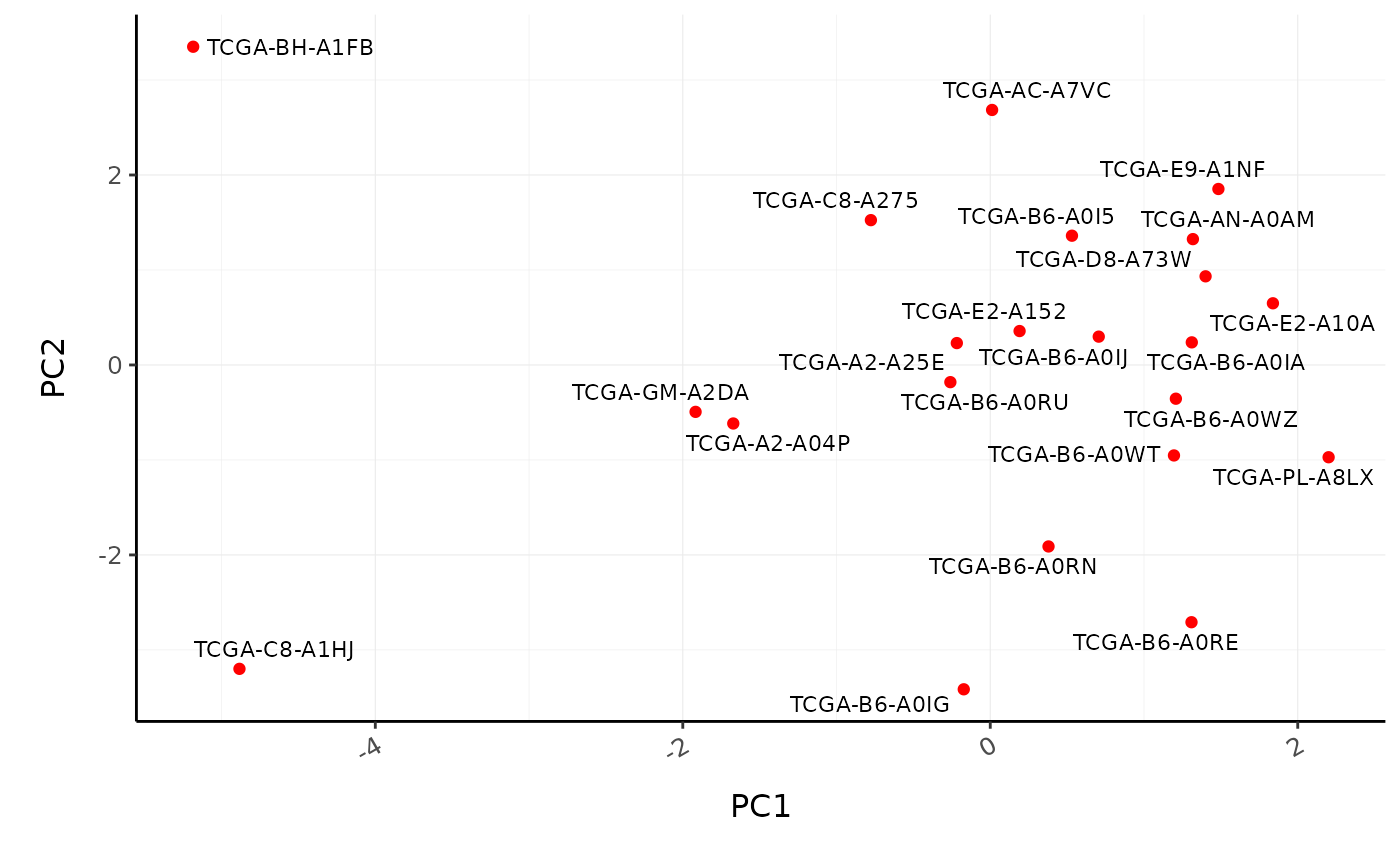 TCGA-BH-A1FB
TCGA-AC-A7VC
TCGA-E9-A1NF
TCGA-C8-A275
TCGA-B6-A0I5
TCGA-AN-A0AM
TCGA-D8-A73W
TCGA-E2-A152
TCGA-E2-A10A
TCGA-A2-A25E
TCGA-B6-A0IJ
TCGA-B6-A0IA
TCGA-GM-A2DA
TCGA-B6-A0RU
TCGA-B6-A0WZ
TCGA-A2-A04P
TCGA-B6-A0WT
TCGA-PL-A8LX
TCGA-B6-A0RN
TCGA-B6-A0RE
TCGA-C8-A1HJ
TCGA-B6-A0IG
2
0
-2
PC2
-4
-2
0
2
PC1